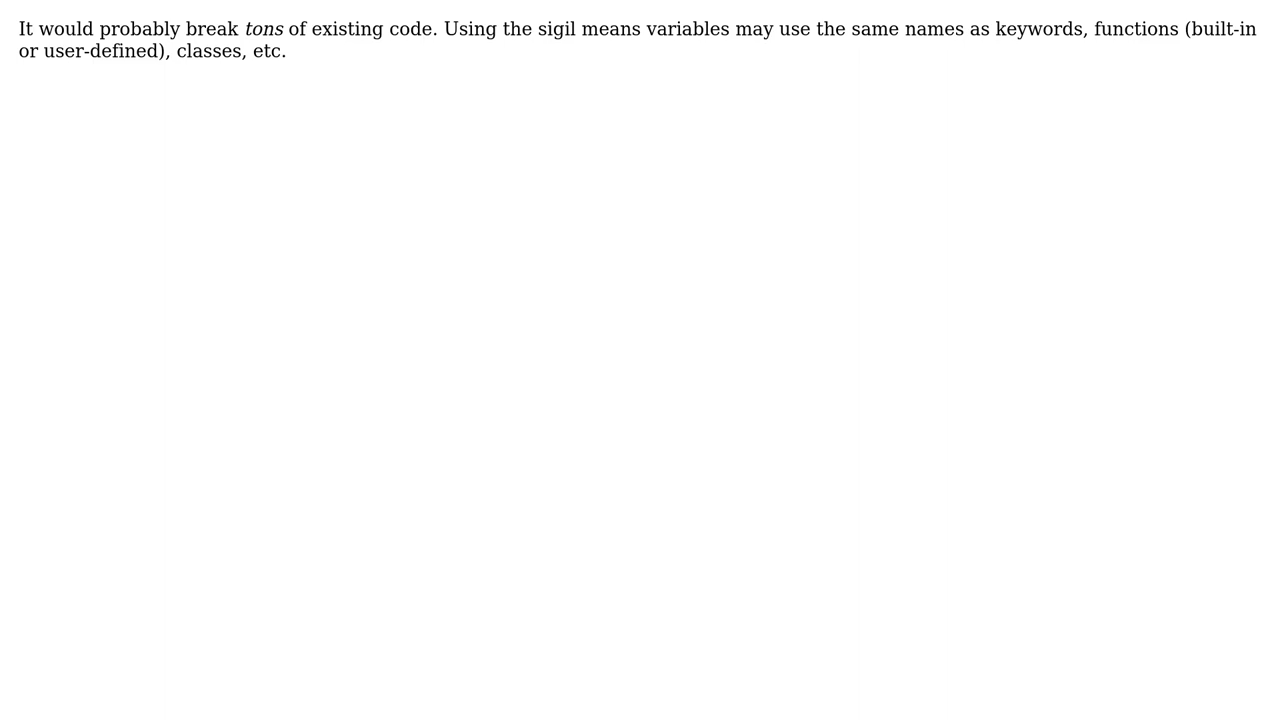 It would probably break tons of existing code. Using the sigil means variables may use the same names as keywords, functions (built-in
or user-defined), classes, etc.